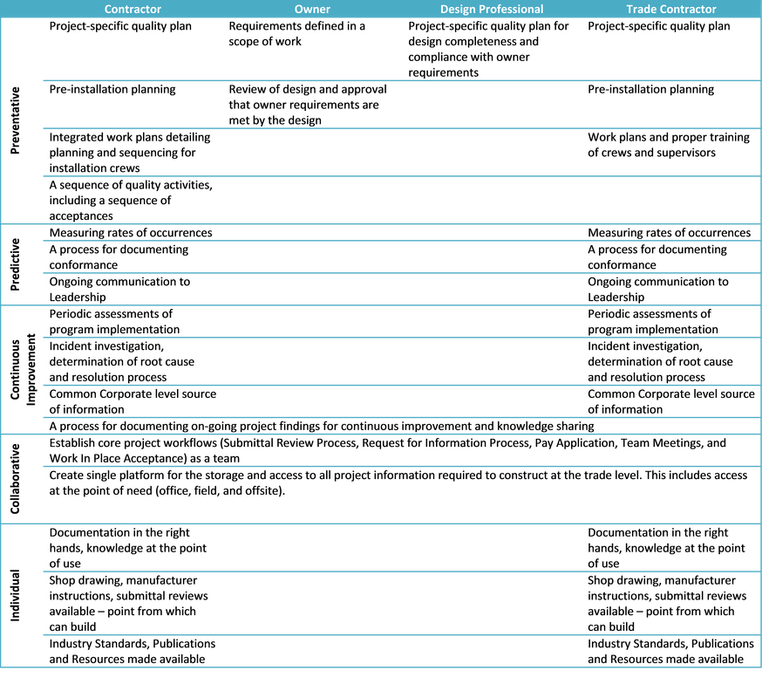 Contractor Owner Design Professional Trade Contractor
Preventative
Project-specific quality plan
Requirements defined in a
scope of work
Project-specific quality plan for
design completeness and
compliance with owner
requirements
Project-specific quality plan
Pre-installation planning
Review of design and approval
that owner requirements are
met by the design
Pre-installation planning
Integrated work plans detailing
planning and sequencing for
installation crews
Work plans and proper training
of crews and supervisors
A sequence of quality activities,
including a sequence of
acceptances
Predictive
Measuring rates of occurrences
Measuring rates of occurrences
A process for documenting
conformance
A process for documenting
conformance
Ongoing communication to
Leadership
Ongoing communication to
Leadership
Continuous
Improvement
Periodic assessments of
program implementation
Periodic assessments of
program implementation
Incident investigation,
determination of root cause
and resolution process
Incident investigation,
determination of root cause
and resolution process
Common Corporate level source
of information
Common Corporate level source
of information
A process for documenting on-going project findings for continuous improvement and knowledge sharing
Collaborative
Establish core project workflows (Submittal Review Process, Request for Information Process, Pay Application, Team Meetings, and
Work In Place Acceptance) as a team
Create single platform for the storage and access to all project information required to construct at the trade level. This includes access
at the point of need (office, field, and offsite).
Individual
Documentation in the right
hands, knowledge at the point
of use
Documentation in the right
hands, knowledge at the point
of use
Shop drawing, manufacturer
instructions, submittal reviews
available – point from which
can build
Shop drawing, manufacturer
instructions, submittal reviews
available – point from which
can build
Industry Standards, Publications
and Resources made available
Industry Standards, Publications
and Resources made available